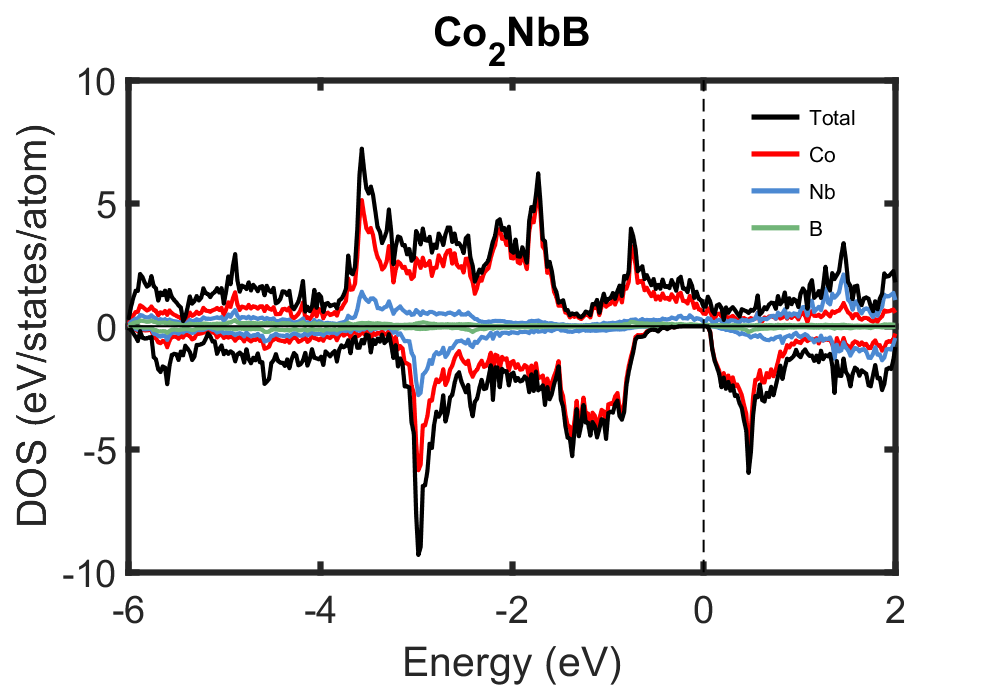 Co₂NbB
10
5
0
-5
-10
DOS (eV/states/atom)
Total
Co
Nb
B
-6 -4 -2 0 2
Energy (eV)